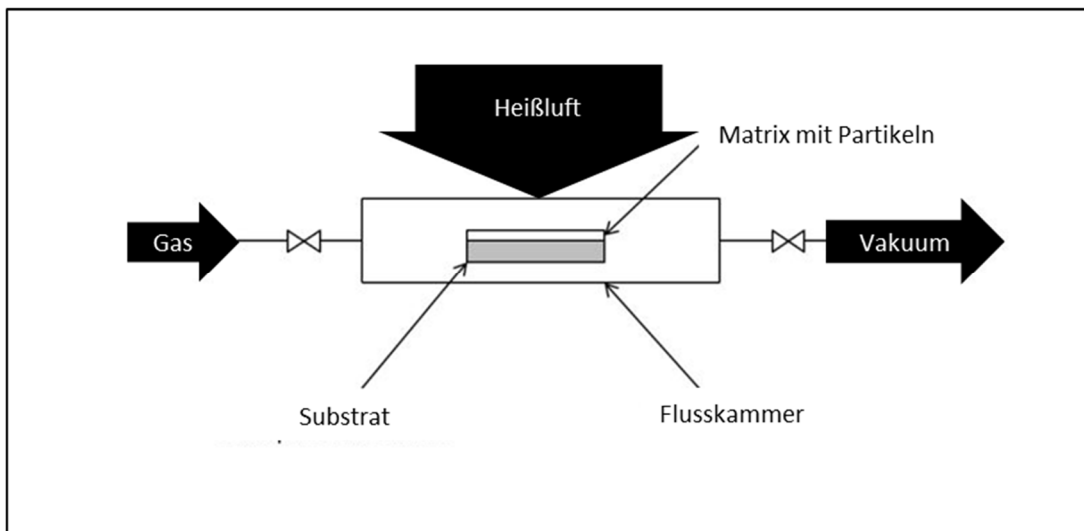 Heißluft
Matrix mit Partikeln
Gas
Vakuum
Substrat
Flusskammer